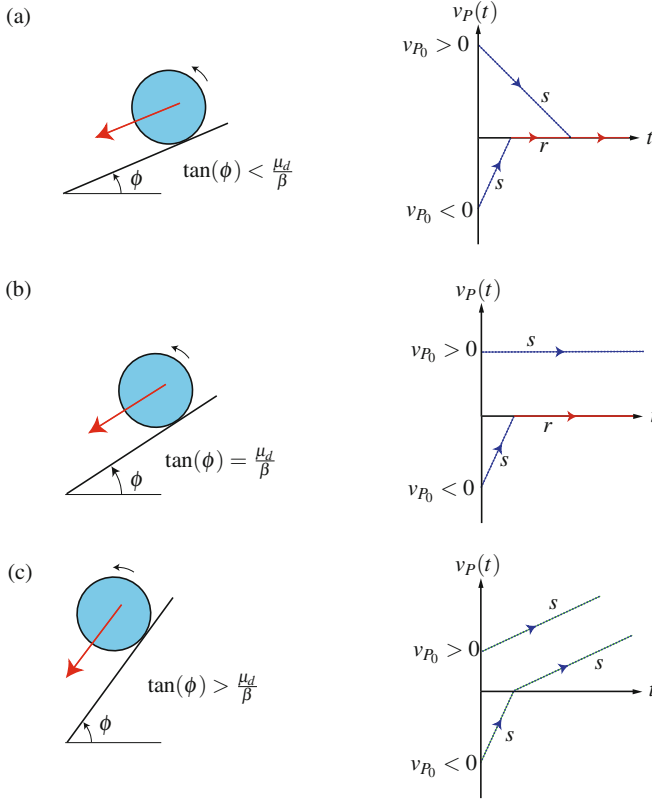 (a)
v_P(t)
v_{P_0} > 0
s
t
r
s
v_{P_0} < 0
ϕ
tan(ϕ) < μ_d/β
(b)
v_P(t)
v_{P_0} > 0
s
t
r
s
v_{P_0} < 0
ϕ
tan(ϕ) = μ_d/β
(c)
v_P(t)
s
v_{P_0} > 0
s
t
s
v_{P_0} < 0
ϕ
tan(ϕ) > μ_d/β